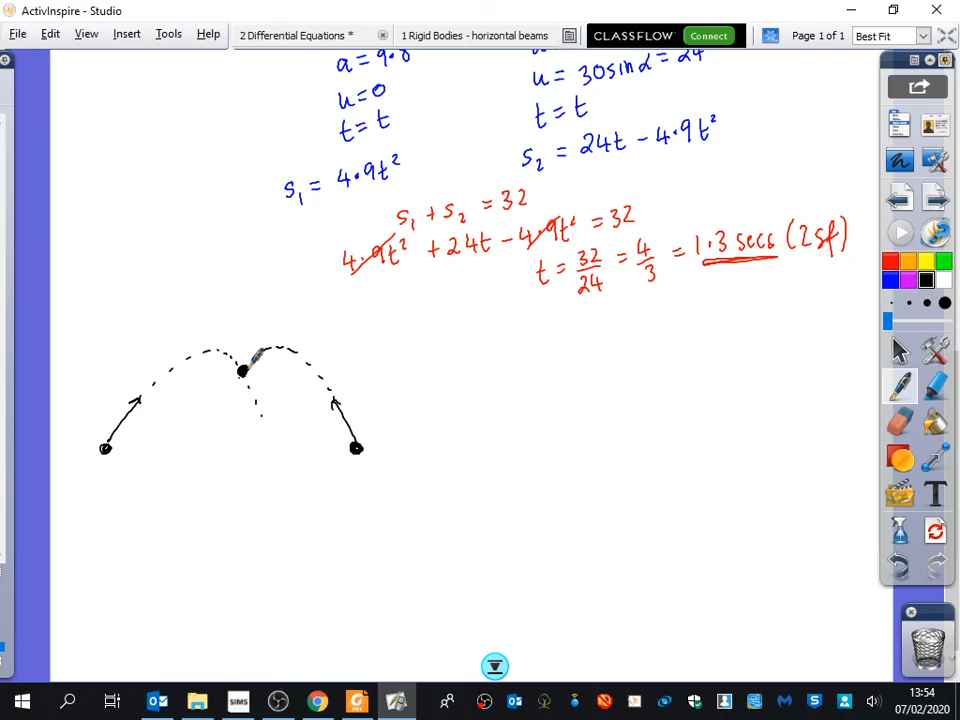 ActivInspire - Studio
File Edit View Insert Tools Help
2 Differential Equations *
1 Rigid Bodies - horizontal beams
CLASSFLOW Connect
Page 1 of 1
Best Fit
a = 9.8
u = 0
t = t
s₁ = 4.9t²
u = 30 sin α = 24
t = t
s₂ = 24t - 4.9t²
s₁ + s₂ = 32
4.9t² + 24t - 4.9t² = 32
t = 32/24 = 4/3 = 1.3 secs (2sf)
SIMS
13:54
07/02/2020